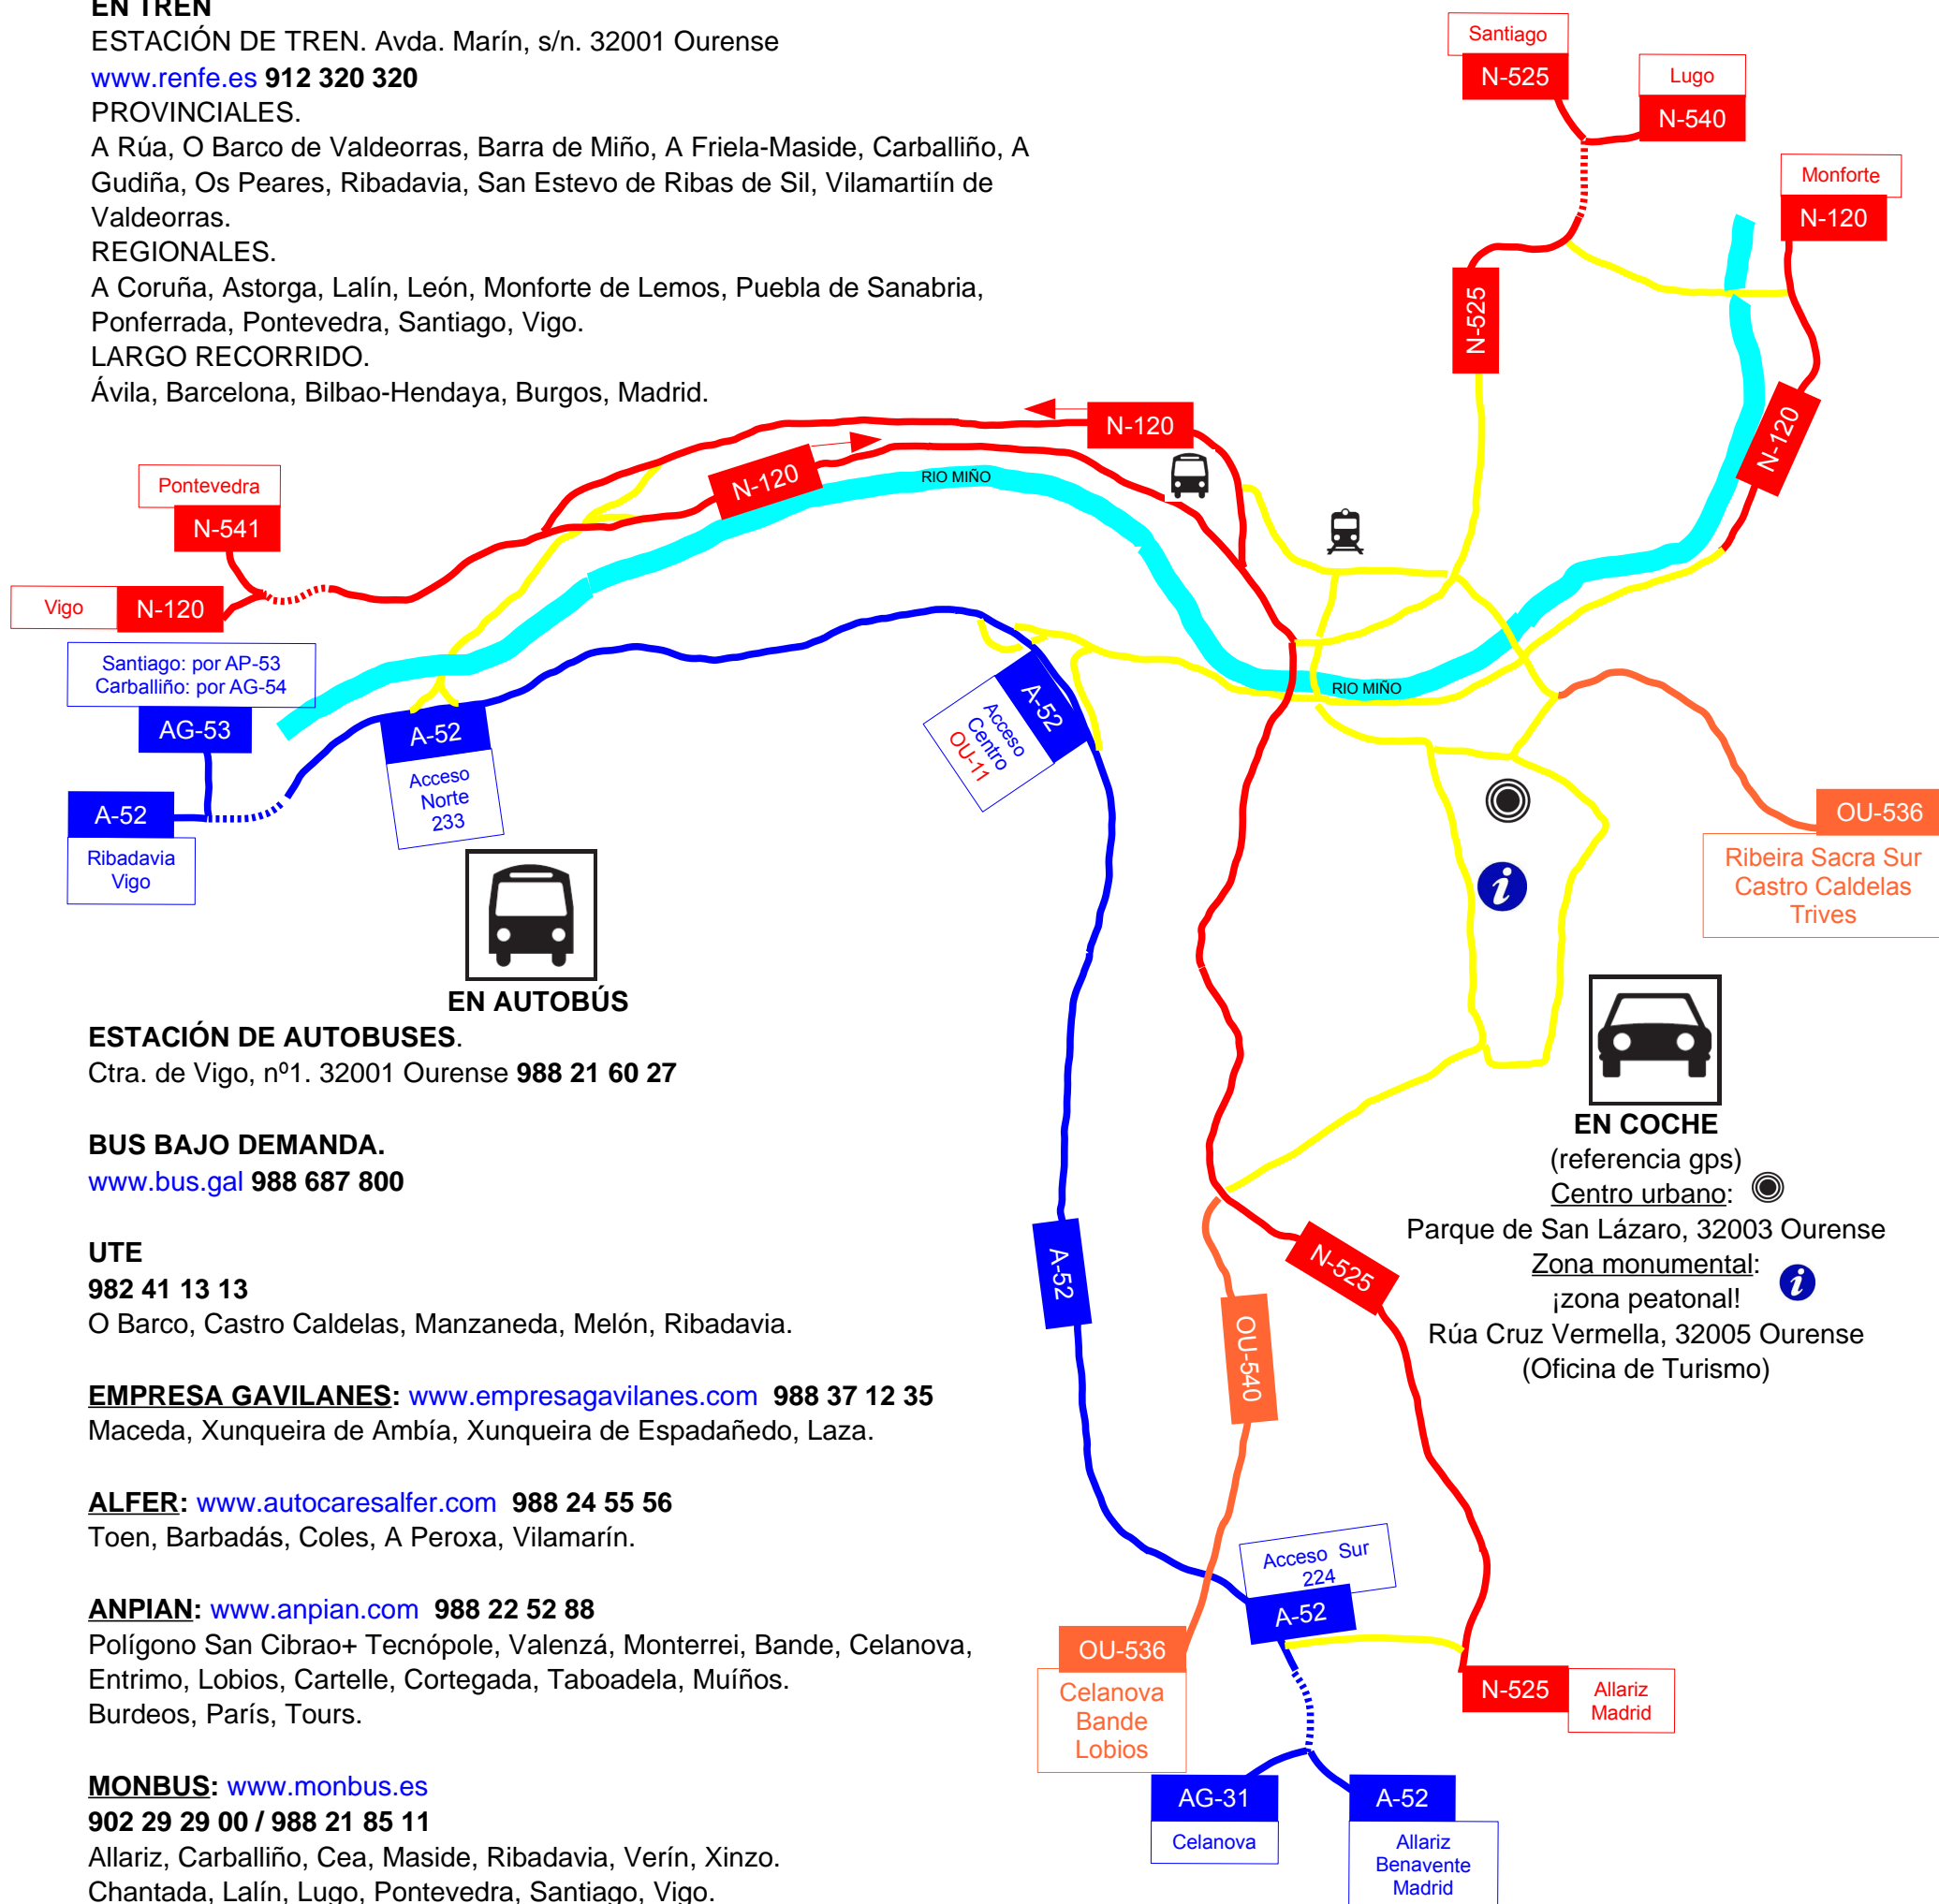 EN TREN
ESTACIÓN DE TREN. Avda. Marín, s/n. 32001 Ourense
www.renfe.es 912 320 320
PROVINCIALES.
A Rúa, O Barco de Valdeorras, Barra de Miño, A Friela-Maside, Carballiño, A
Gudiña, Os Peares, Ribadavia, San Estevo de Ribas de Sil, Vilamartiín de
Valdeorras.
REGIONALES.
A Coruña, Astorga, Lalín, León, Monforte de Lemos, Puebla de Sanabria,
Ponferrada, Pontevedra, Santiago, Vigo.
LARGO RECORRIDO.
Ávila, Barcelona, Bilbao-Hendaya, Burgos, Madrid.
Santiago
N-525
Lugo
N-540
Monforte
N-120
N-525
N-120
N-120
N-120
RIO MIÑO
Pontevedra
N-541
Vigo
N-120
Santiago: por AP-53
Carballiño: por AG-54
AG-53
A-52
Ribadavia
Vigo
A-52
Acceso
Norte
233
A-52
Acceso
Centro
OU-11
RIO MIÑO
OU-536
Ribeira Sacra Sur
Castro Caldelas
Trives
EN AUTOBÚS
ESTACIÓN DE AUTOBUSES.
Ctra. de Vigo, nº1. 32001 Ourense 988 21 60 27
BUS BAJO DEMANDA.
www.bus.gal 988 687 800
UTE
982 41 13 13
O Barco, Castro Caldelas, Manzaneda, Melón, Ribadavia.
EMPRESA GAVILANES: www.empresagavilanes.com 988 37 12 35
Maceda, Xunqueira de Ambía, Xunqueira de Espadañedo, Laza.
ALFER: www.autocaresalfer.com 988 24 55 56
Toen, Barbadás, Coles, A Peroxa, Vilamarín.
ANPIAN: www.anpian.com 988 22 52 88
Polígono San Cibrao+ Tecnópole, Valenzá, Monterrei, Bande, Celanova,
Entrimo, Lobios, Cartelle, Cortegada, Taboadela, Muíños.
Burdeos, París, Tours.
MONBUS: www.monbus.es
902 29 29 00 / 988 21 85 11
Allariz, Carballiño, Cea, Maside, Ribadavia, Verín, Xinzo.
Chantada, Lalín, Lugo, Pontevedra, Santiago, Vigo.
EN COCHE
(referencia gps)
Centro urbano:
Parque de San Lázaro, 32003 Ourense
Zona monumental:
¡zona peatonal!
i
Rúa Cruz Vermella, 32005 Ourense
(Oficina de Turismo)
i
A-52
N-525
OU-540
Acceso Sur
224
A-52
OU-536
Celanova
Bande
Lobios
N-525
Allariz
Madrid
AG-31
Celanova
A-52
Allariz
Benavente
Madrid